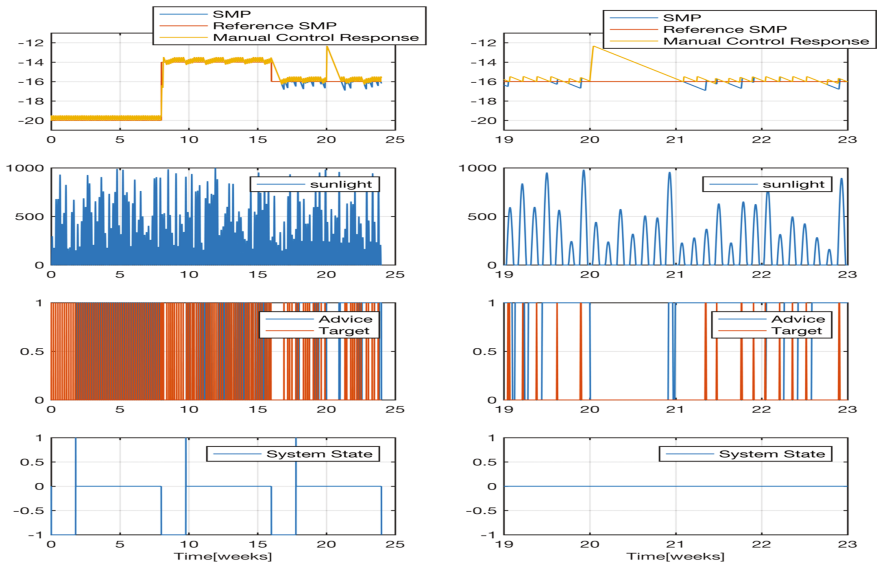 SMP
Reference SMP
Manual Control Response
-12
-14
-16
-18
-20
0 5 10 15 20 25
SMP
Reference SMP
Manual Control Response
-12
-14
-16
-18
-20
19 20 21 22 23
1000
500
0
sunlight
0 5 10 15 20 25
1000
500
0
sunlight
19 20 21 22 23
1
0.5
0
Advice
Target
0 5 10 15 20 25
1
0.5
0
Advice
Target
19 20 21 22 23
1
0.5
0
-0.5
-1
System State
0 5 10 15 20 25
Time[weeks]
1
0.5
0
-0.5
-1
System State
19 20 21 22 23
Time[weeks]